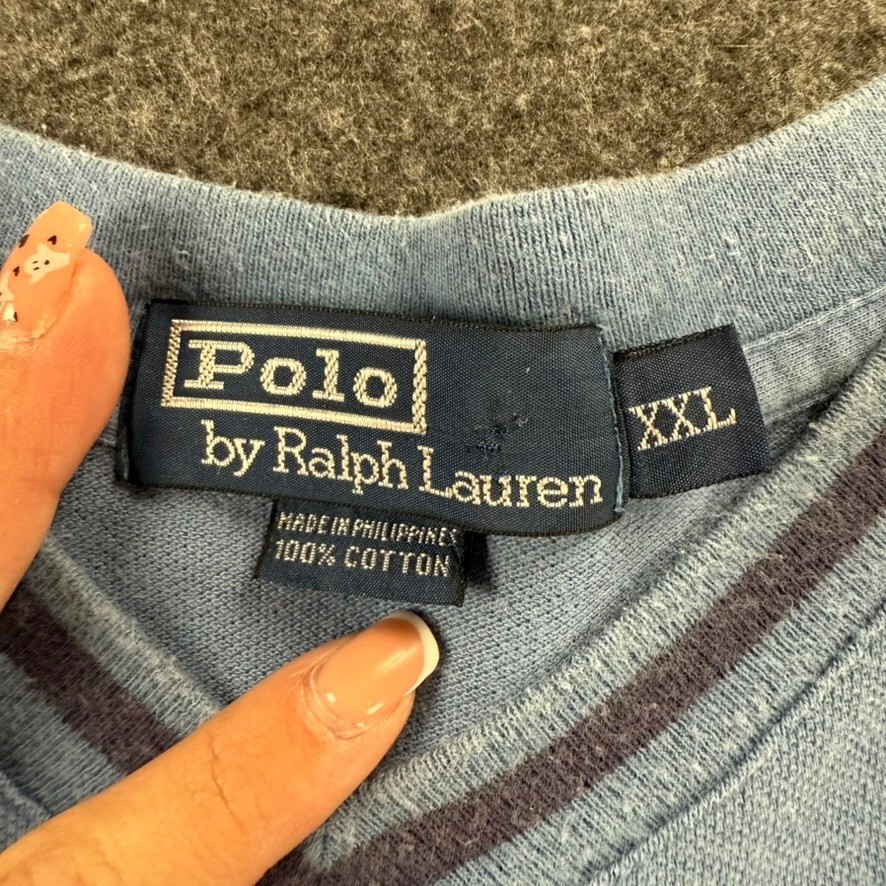 Polo
by Ralph Lauren
XXL
MADE IN PHILIPPINES
100% COTTON